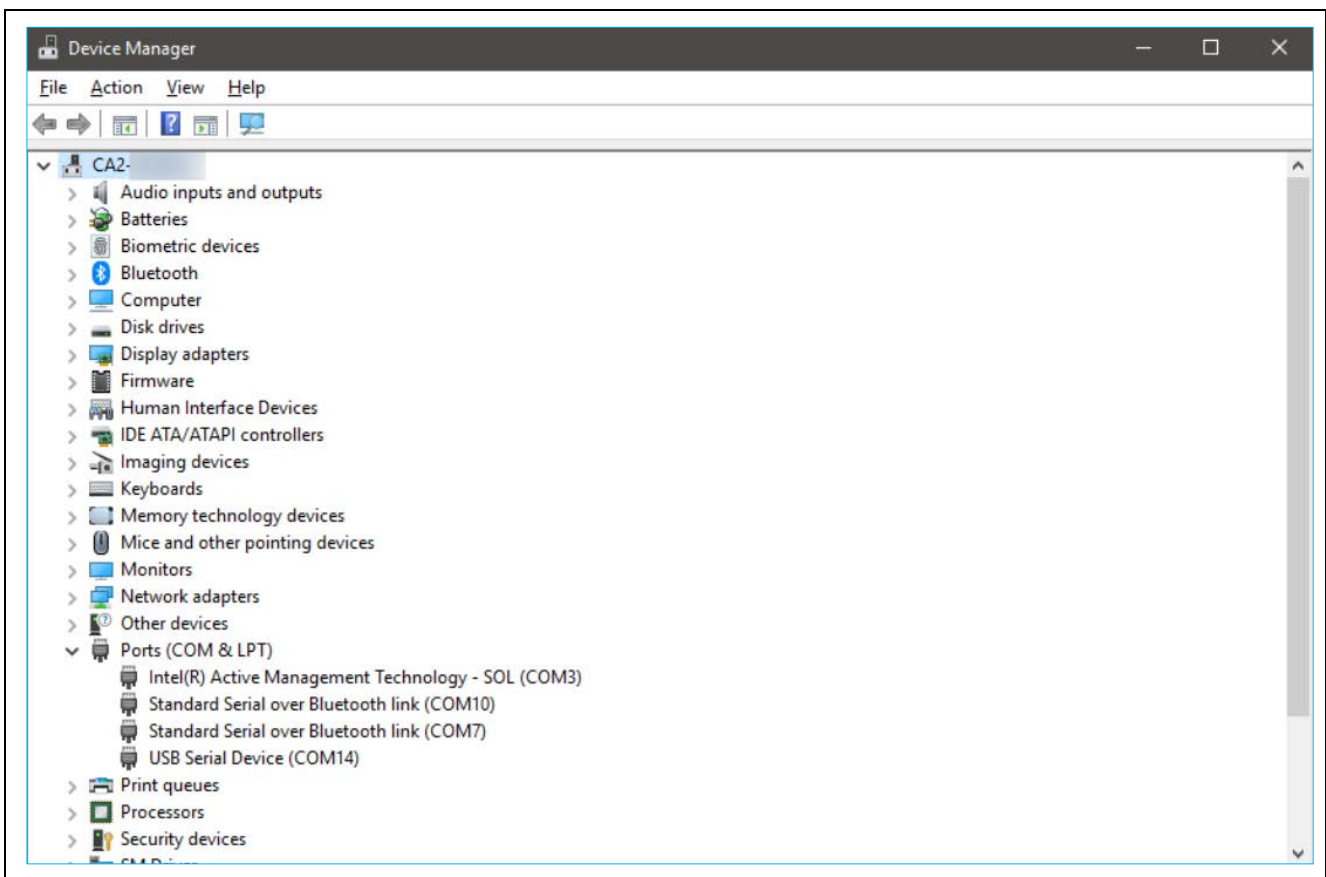 Device Manager
File Action View Help
CA2-
Audio inputs and outputs
Batteries
Biometric devices
Bluetooth
Computer
Disk drives
Display adapters
Firmware
Human Interface Devices
IDE ATA/ATAPI controllers
Imaging devices
Keyboards
Memory technology devices
Mice and other pointing devices
Monitors
Network adapters
Other devices
Ports (COM & LPT)
Intel(R) Active Management Technology - SOL (COM3)
Standard Serial over Bluetooth link (COM10)
Standard Serial over Bluetooth link (COM7)
USB Serial Device (COM14)
Print queues
Processors
Security devices